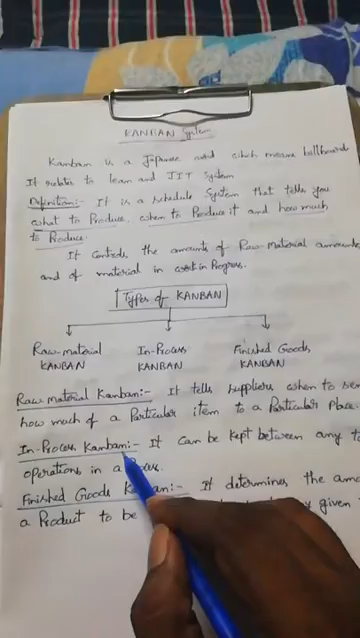 KANBAN System
Kanban is a Japanese word which means billboard
It relates to lean and JIT System
Definition:- It is a schedule System that tells you
what to Produce, when to Produce it and how much
to Produce.
It Controls the amounts of Raw-Material
and of material in work in Progress.
Types of KANBAN
Raw-material KANBAN
In-Process KANBAN
Finished Goods KANBAN
Raw material Kanban:- It tells suppliers when to
how much of a Particular item to a Particular Place.
In-Process Kanban:- It can be kept between any
operations in a
Finished Goods :- It determines the
a Product to be given